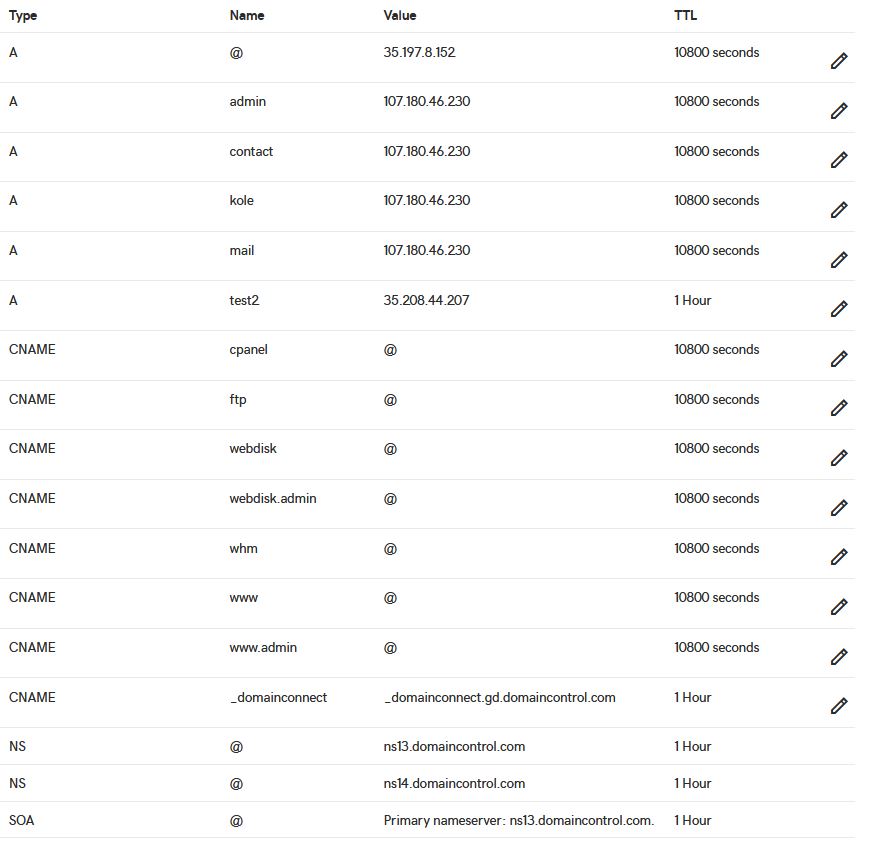 Type Name Value TTL
A @ 35.197.8.152 10800 seconds
A admin 107.180.46.230 10800 seconds
A contact 107.180.46.230 10800 seconds
A kole 107.180.46.230 10800 seconds
A mail 107.180.46.230 10800 seconds
A test2 35.208.44.207 1 Hour
CNAME cpanel @ 10800 seconds
CNAME ftp @ 10800 seconds
CNAME webdisk @ 10800 seconds
CNAME webdisk.admin @ 10800 seconds
CNAME whm @ 10800 seconds
CNAME www @ 10800 seconds
CNAME www.admin @ 10800 seconds
CNAME _domainconnect _domainconnect.gd.domaincontrol.com 1 Hour
NS @ ns13.domaincontrol.com 1 Hour
NS @ ns14.domaincontrol.com 1 Hour
SOA @ Primary nameserver: ns13.domaincontrol.com. 1 Hour